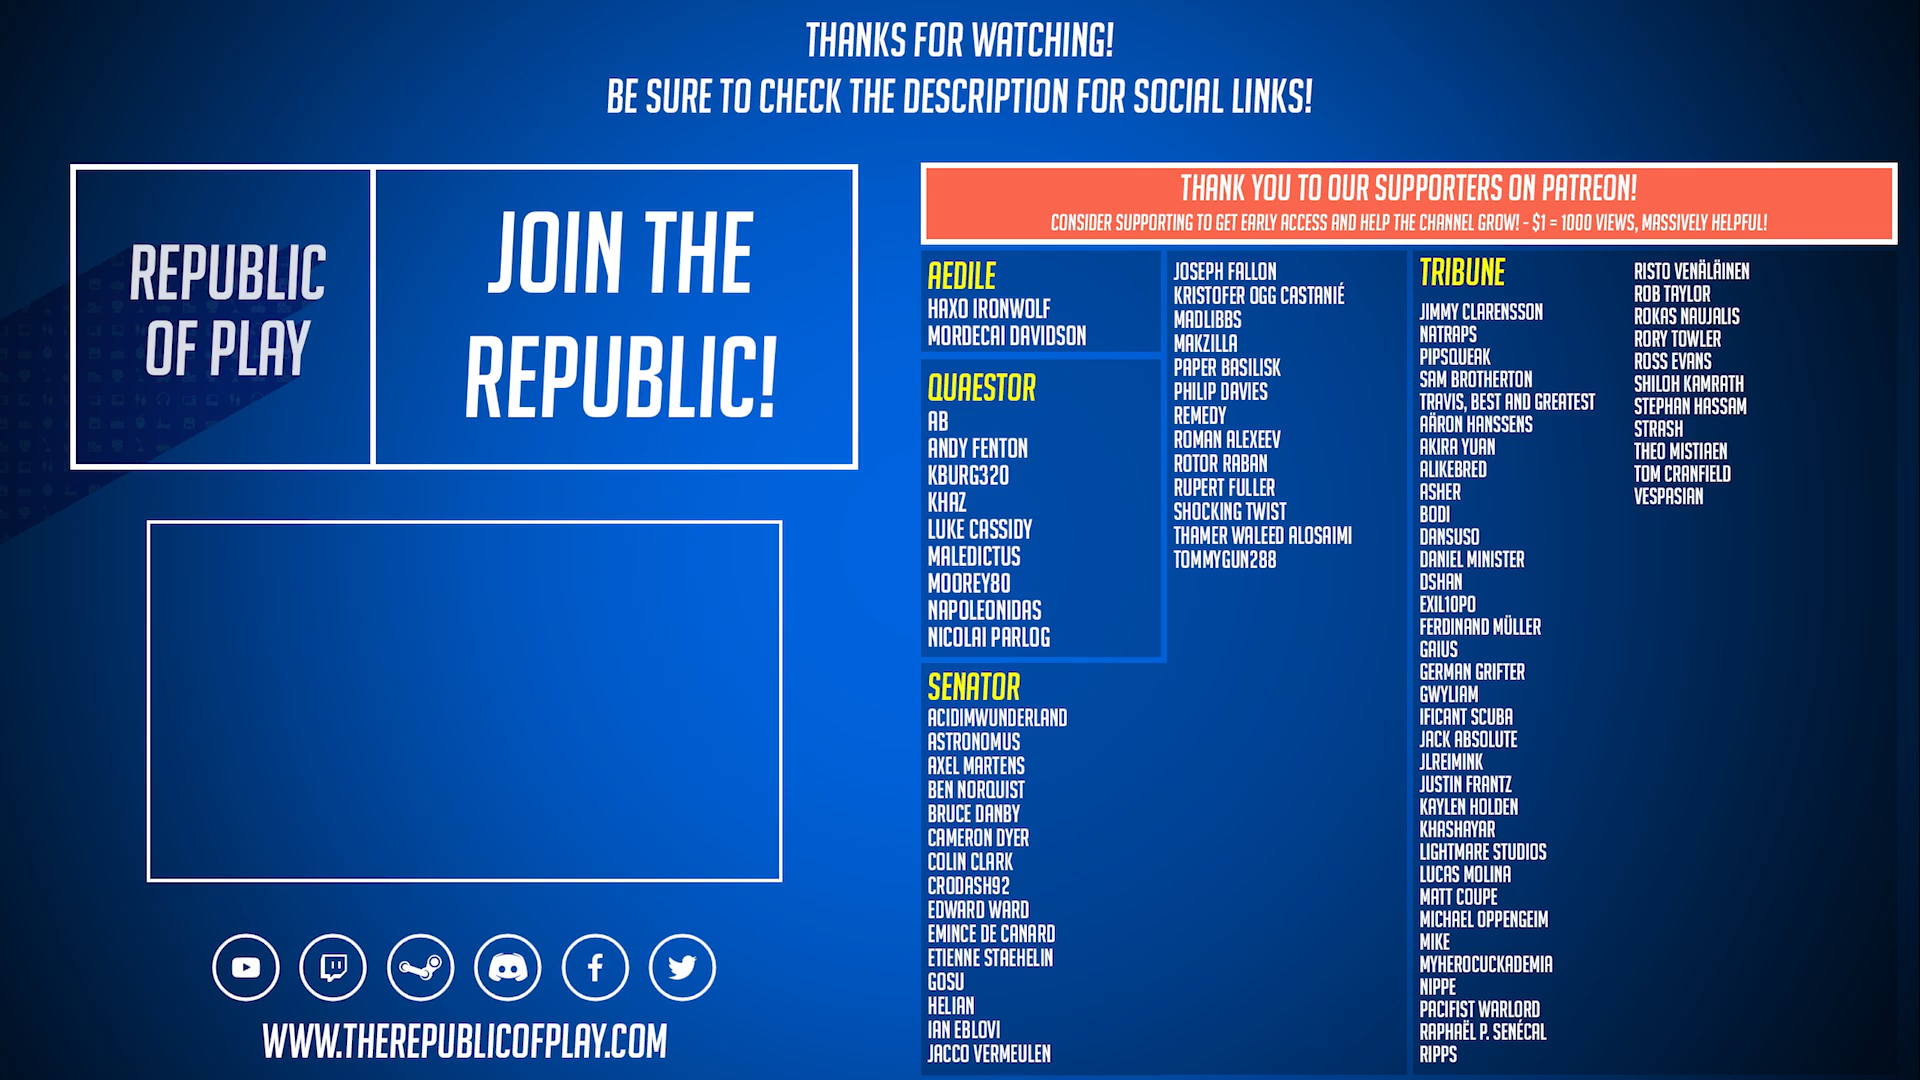 THANKS FOR WATCHING!
BE SURE TO CHECK THE DESCRIPTION FOR SOCIAL LINKS!
REPUBLIC
OF PLAY
JOIN THE
REPUBLIC!
WWW.THEREPUBLICOFPLAY.COM
THANK YOU TO OUR SUPPORTERS ON PATREON!
CONSIDER SUPPORTING TO GET EARLY ACCESS AND HELP THE CHANNEL GROW! - $1 = 1000 VIEWS, MASSIVELY HELPFUL!
AEDILE
HAXO IRONWOLF
MORDECAI DAVIDSON
QUAESTOR
AB
ANDY FENTON
KBURG320
KHAZ
LUKE CASSIDY
MALEDICTUS
MOOREY80
NAPOLEONIDAS
NICOLAI PARLOG
SENATOR
ACIDIMWUNDERLAND
ASTRONOMUS
AXEL MARTENS
BEN NORQUIST
BRUCE DANBY
CAMERON DYER
COLIN CLARK
CRODASH92
EDWARD WARD
EMINCE DE CANARD
ETIENNE STAEHELIN
GOSU
HELIAN
IAN EBLOVI
JACCO VERMEULEN
JOSEPH FALLON
KRISTOFER OGG CASTANIÉ
MADLIBBS
MAKZILLA
PAPER BASILISK
PHILIP DAVIES
REMEDY
ROMAN ALEXEEV
ROTOR RABAN
RUPERT FULLER
SHOCKING TWIST
THAMER WALEED ALOSAIMI
TOMMYGUN288
TRIBUNE
JIMMY CLARENSSON
NATRAPS
PIPSQUEAK
SAM BROTHERTON
TRAVIS, BEST AND GREATEST
AÄRON HANSSENS
AKIRA YUAN
ALIKEBRED
ASHER
BODI
DANSUSO
DANIEL MINISTER
DSHAN
EXIL10PO
FERDINAND MÜLLER
GAIUS
GERMAN GRIFTER
GWYLIAM
IFICANT SCUBA
JACK ABSOLUTE
JLREIMINK
JUSTIN FRANTZ
KAYLEN HOLDEN
KHASHAYAR
LIGHTMARE STUDIOS
LUCAS MOLINA
MATT COUPE
MICHAEL OPPENGEIM
MIKE
MYHEROCUCKADEMIA
NIPPE
PACIFIST WARLORD
RAPHAËL P. SENÉCAL
RIPPS
RISTO VENÄLÄINEN
ROB TAYLOR
ROKAS NAUJALIS
RORY TOWLER
ROSS EVANS
SHILOH KAMRATH
STEPHAN HASSAM
STRASH
THEO MISTIAEN
TOM CRANFIELD
VESPASIAN